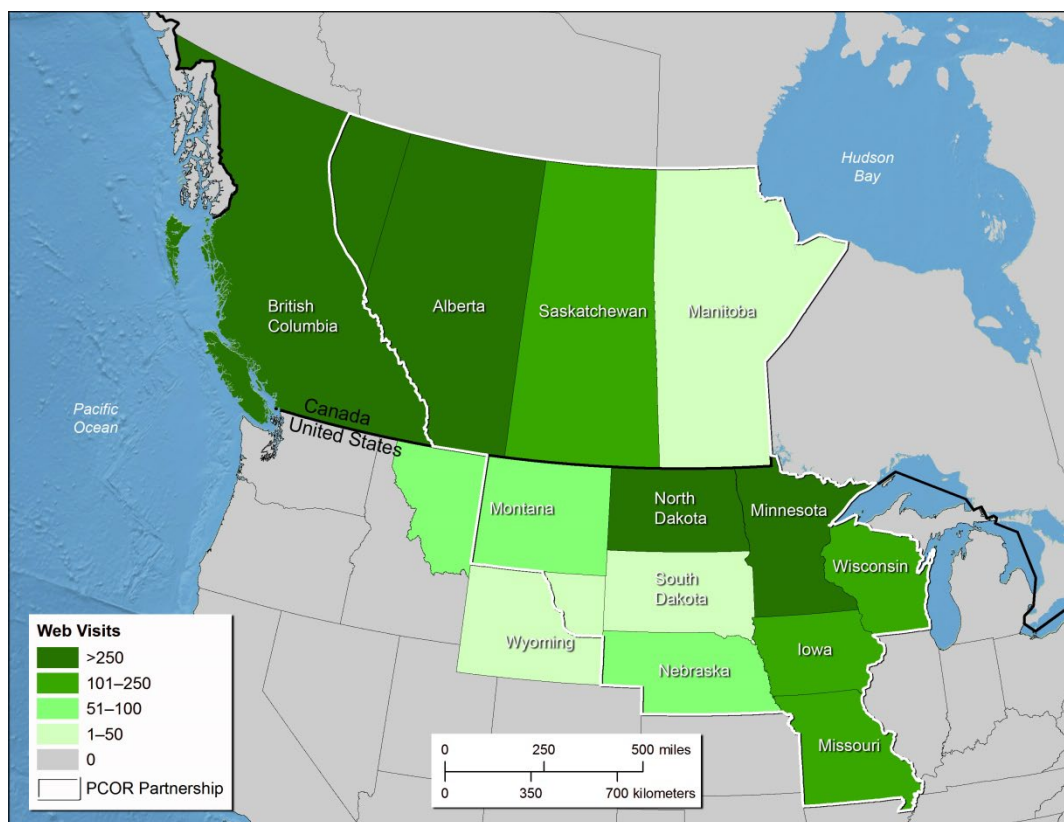 Hudson
Bay
British
Columbia
Alberta
Saskatchewan
Manitoba
Pacific
Ocean
Canada
United States
Montana
North
Dakota
Minnesota
Wisconsin
South
Dakota
Wyoming
Nebraska
Iowa
Missouri
Web Visits
>250
101–250
51–100
1–50
0
PCOR Partnership
0 250 500 miles
0 350 700 kilometers